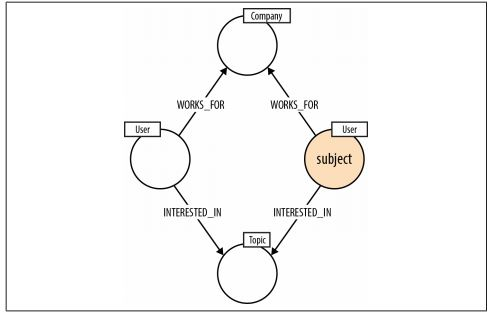 Company
WORKS_FOR
WORKS_FOR
User
User
subject
INTERESTED_IN
INTERESTED_IN
Topic